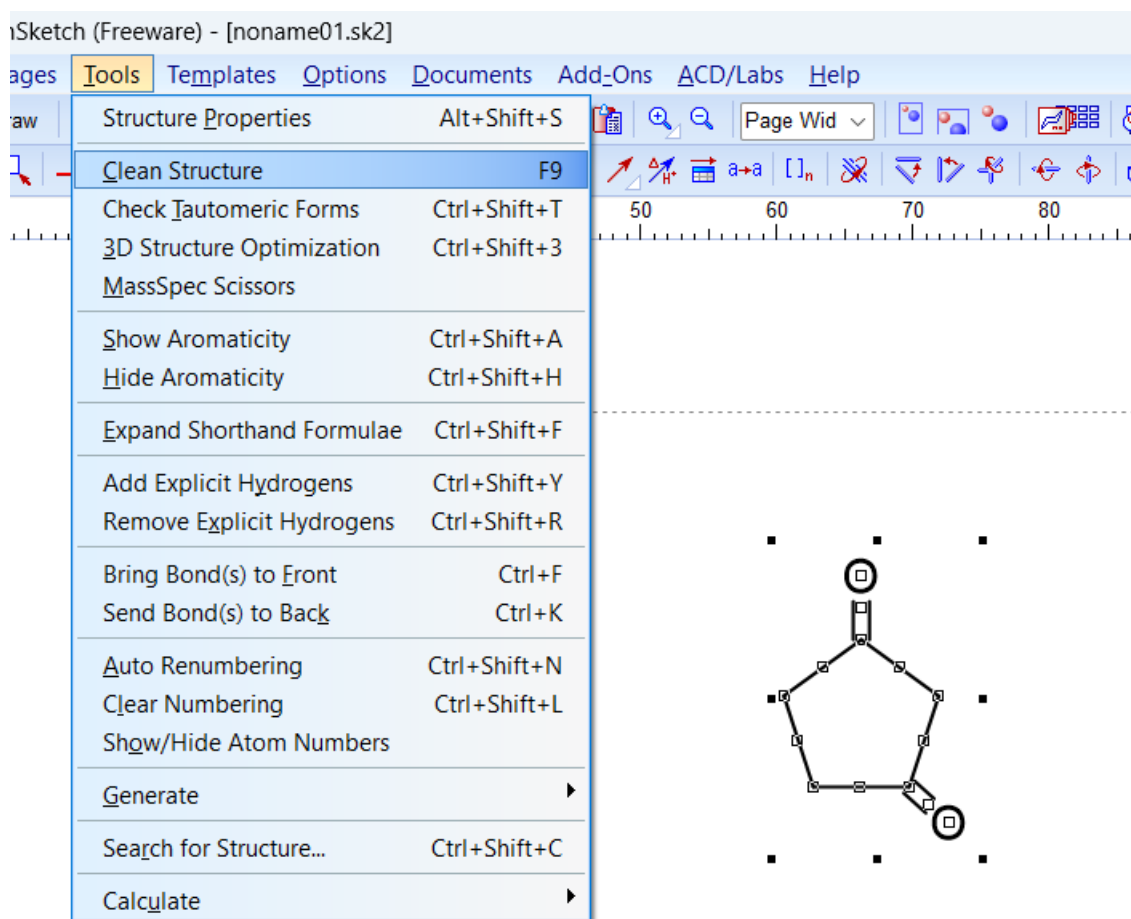 nSketch (Freeware) - [noname01.sk2]
ages Tools Templates Options Documents Add-Ons ACD/Labs Help
aw Page Wid
Structure Properties Alt+Shift+S
Clean Structure F9
a→a [ ]n
Check Tautomeric Forms Ctrl+Shift+T
50 60 70 80
3D Structure Optimization Ctrl+Shift+3
MassSpec Scissors
Show Aromaticity Ctrl+Shift+A
Hide Aromaticity Ctrl+Shift+H
Expand Shorthand Formulae Ctrl+Shift+F
Add Explicit Hydrogens Ctrl+Shift+Y
Remove Explicit Hydrogens Ctrl+Shift+R
Bring Bond(s) to Front Ctrl+F
Send Bond(s) to Back Ctrl+K
Auto Renumbering Ctrl+Shift+N
Clear Numbering Ctrl+Shift+L
Show/Hide Atom Numbers
Generate
Search for Structure... Ctrl+Shift+C
Calculate
O
O